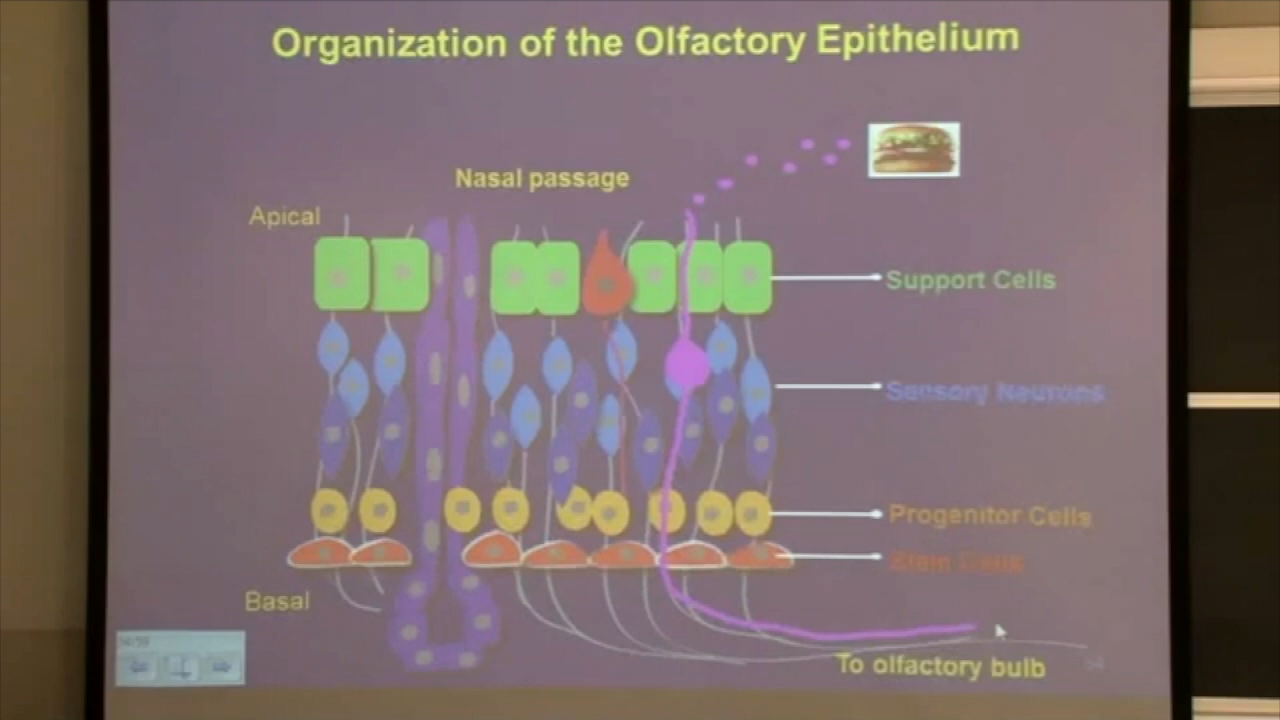 Organization of the Olfactory Epithelium
Nasal passage
Apical
Support Cells
Sensory Neurons
Progenitor Cells
Stem Cells
Basal
To olfactory bulb